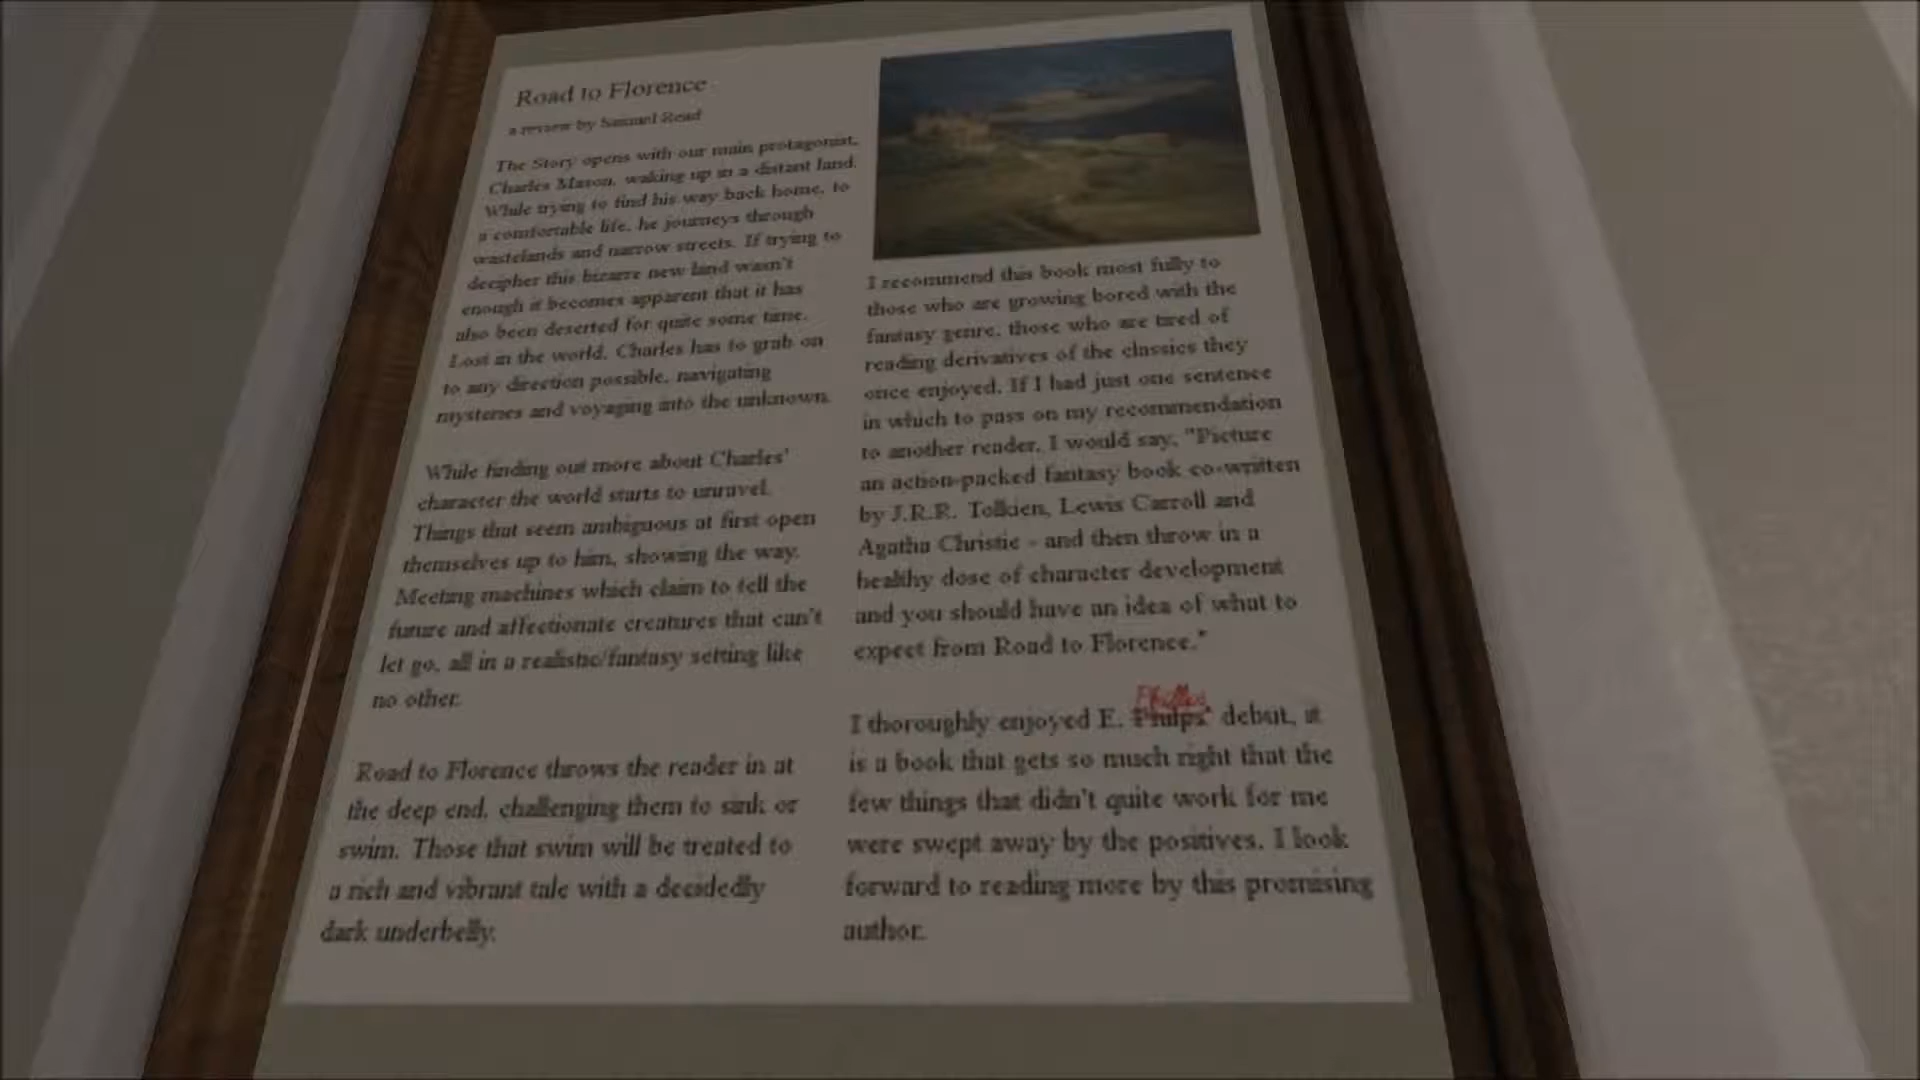 Road to Florence
a review by Samuel Read
The Story opens with our main protagonist,
Charles Mason, waking up in a distant land.
While trying to find his way back home, to
a comfortable life, he journeys through
wastelands and narrow streets. If trying to
decipher this bizarre new land wasn't
enough it becomes apparent that it has
also been deserted for quite some time.
Lost in the world, Charles has to grab on
to any direction possible, navigating
mysteries and voyaging into the unknown.
While finding out more about Charles'
character the world starts to unravel.
Things that seem ambiguous at first open
themselves up to him, showing the way.
Meeting machines which claim to tell the
future and affectionate creatures that can't
let go, all in a realistic/fantasy setting like
no other.
Road to Florence throws the reader in at
the deep end, challenging them to sink or
swim. Those that swim will be treated to
a rich and vibrant tale with a decidedly
dark underbelly.
I recommend this book most fully to
those who are growing bored with the
fantasy genre, those who are tired of
reading derivatives of the classics they
once enjoyed. If I had just one sentence
in which to pass on my recommendation
to another reader, I would say, "Picture
an action-packed fantasy book co-written
by J.R.R. Tolkien, Lewis Carroll and
Agatha Christie - and then throw in a
healthy dose of character development
and you should have an idea of what to
expect from Road to Florence."
I thoroughly enjoyed E. Phulps' debut, it
is a book that gets so much right that the
few things that didn't quite work for me
were swept away by the positives. I look
forward to reading more by this promising
author.